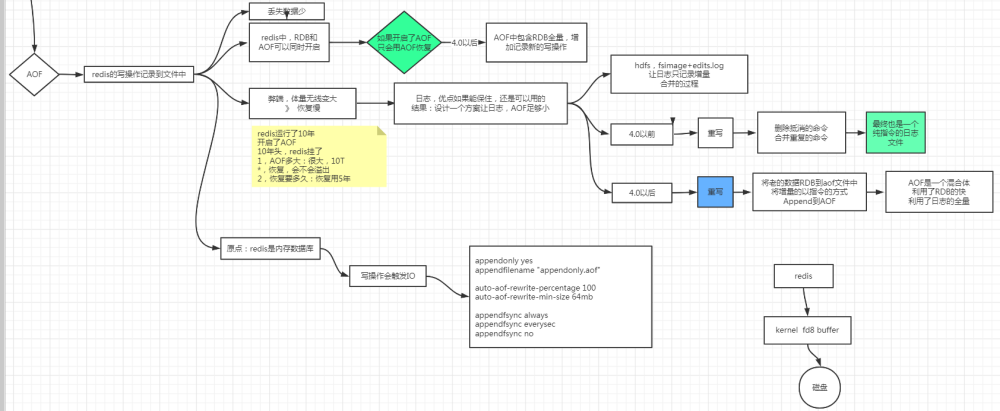 丢失数据少
AOF
redis的写操作记录到文件中
redis中，RDB和
AOF可以同时开启
如果开启了AOF
只会用AOF恢复
4.0以后
AOF中包含RDB全量，增
加记录新的写操作
弊端，体量无线变大
》 恢复慢
日志，优点如果能保住，还是可以用的
结果：设计一个方案让日志，AOF足够小
hdfs，fsimage+edits.log
让日志只记录增量
合并的过程
4.0以前
重写
删除抵消的命令
合并重复的命令
最终也是一个
纯指令的日志
文件
4.0以后
重写
将老的数据RDB到aof文件中
将增量的以指令的方式
Append到AOF
AOF是一个混合体
利用了RDB的快
利用了日志的全量
redis运行了10年
开启了AOF
10年头，redis挂了
1，AOF多大：很大，10T
*，恢复，会不会溢出
2，恢复要多久：恢复用5年
原点：redis是内存数据库
写操作会触发IO
appendonly yes
appendfilename "appendonly.aof"
auto-aof-rewrite-percentage 100
auto-aof-rewrite-min-size 64mb
appendfsync always
appendfsync everysec
appendfsync no
redis
kernel fd8 buffer
磁盘